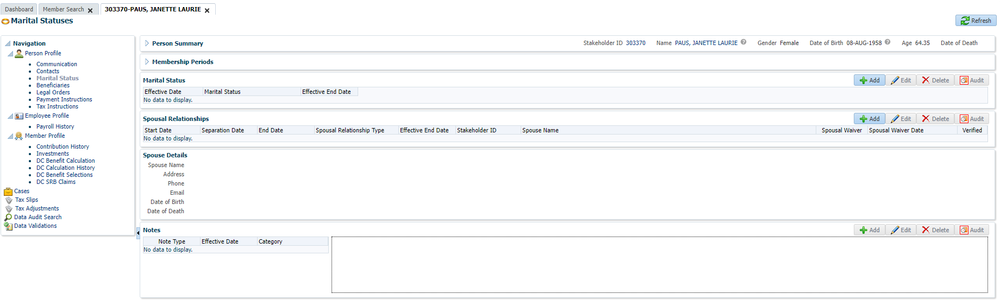 Dashboard Member Search 303370-PAUS, JANETTE LAURIE
Marital Statuses
Refresh
Navigation
Person Profile
Communication
Contacts
Marital Status
Beneficiaries
Legal Orders
Payment Instructions
Tax Instructions
Employee Profile
Payroll History
Member Profile
Contribution History
Investments
DC Benefit Calculation
DC Calculation History
DC Benefit Selections
DC SRB Claims
Cases
Tax Slips
Tax Adjustments
Data Audit Search
Data Validations
Person Summary Stakeholder ID 303370 Name PAUS, JANETTE LAURIE Gender Female Date of Birth 08-AUG-1958 Age 64.35 Date of Death
Membership Periods
Marital Status Add Edit Delete Audit
Effective Date Marital Status Effective End Date
No data to display.
Spousal Relationships Add Edit Delete Audit
Start Date Separation Date End Date Spousal Relationship Type Effective End Date Stakeholder ID Spouse Name Spousal Waiver Spousal Waiver Date Verified
No data to display.
Spouse Details
Spouse Name
Address
Phone
Email
Date of Birth
Date of Death
Notes Add Edit Delete Audit
Note Type Effective Date Category
No data to display.